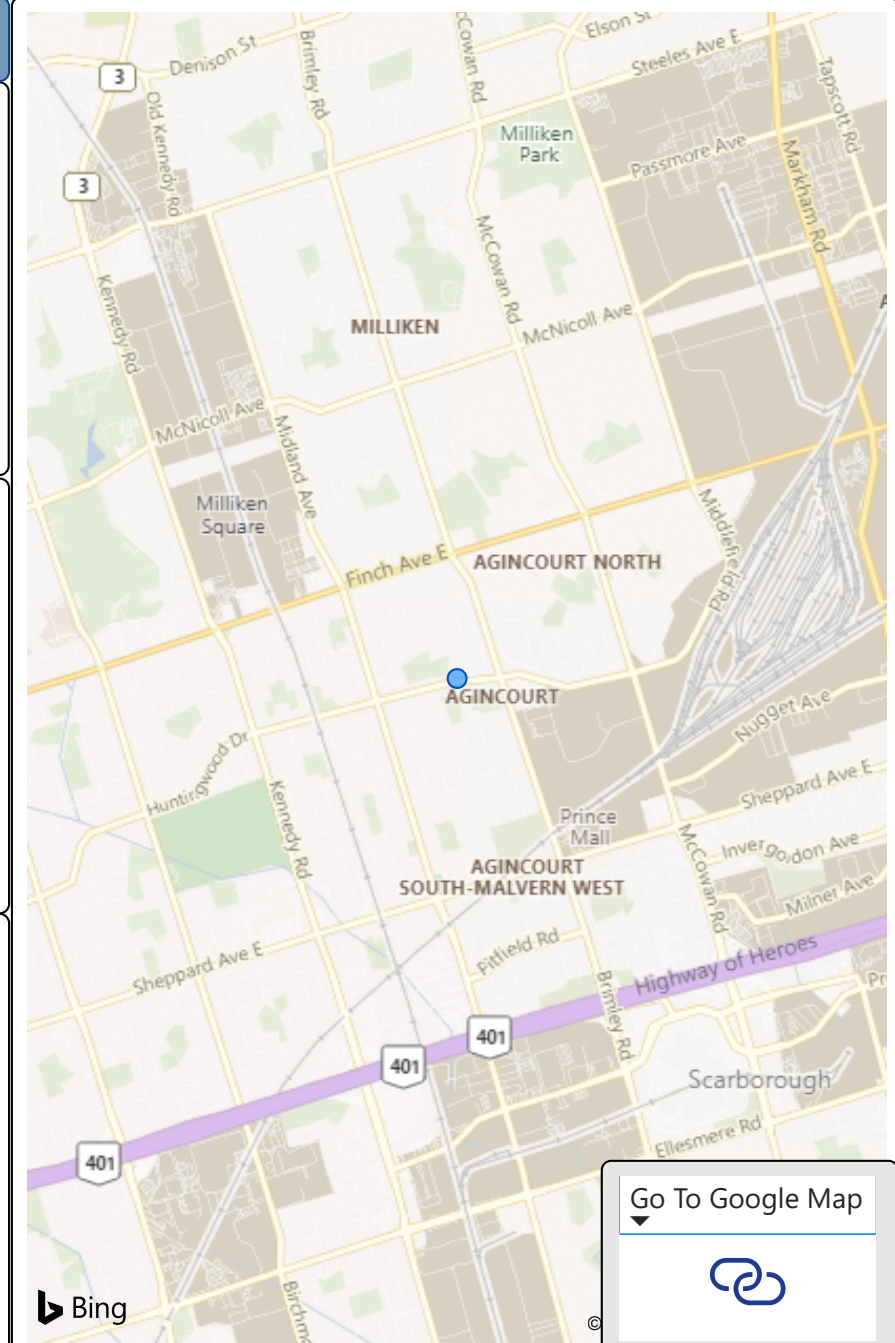 McCowan Rd
Elson St
Denison St
Brimley Rd
Steeles Ave E
3
Tapscott Rd
Old Kennedy Rd
Milliken
Park
Passmore Ave
Markham Rd
3
McCowan Rd
Kennedy Rd
MILLIKEN
McNicoll Ave
McNicoll Ave
Midland Ave
Milliken
Square
Middlefield Rd
Finch Ave E
AGINCOURT NORTH
AGINCOURT
Nugget Ave
Huntingwood Dr
Sheppard Ave E
Kennedy Rd
Prince
Mall
McCowan Rd
Invergordon Ave
AGINCOURT
SOUTH-MALVERN WEST
Milner Ave
Sheppard Ave E
Pitfield Rd
Highway of Heroes
Brimley Rd
401
401
Scarborough
Ellesmere Rd
401
Go To Google Map
Bing
©